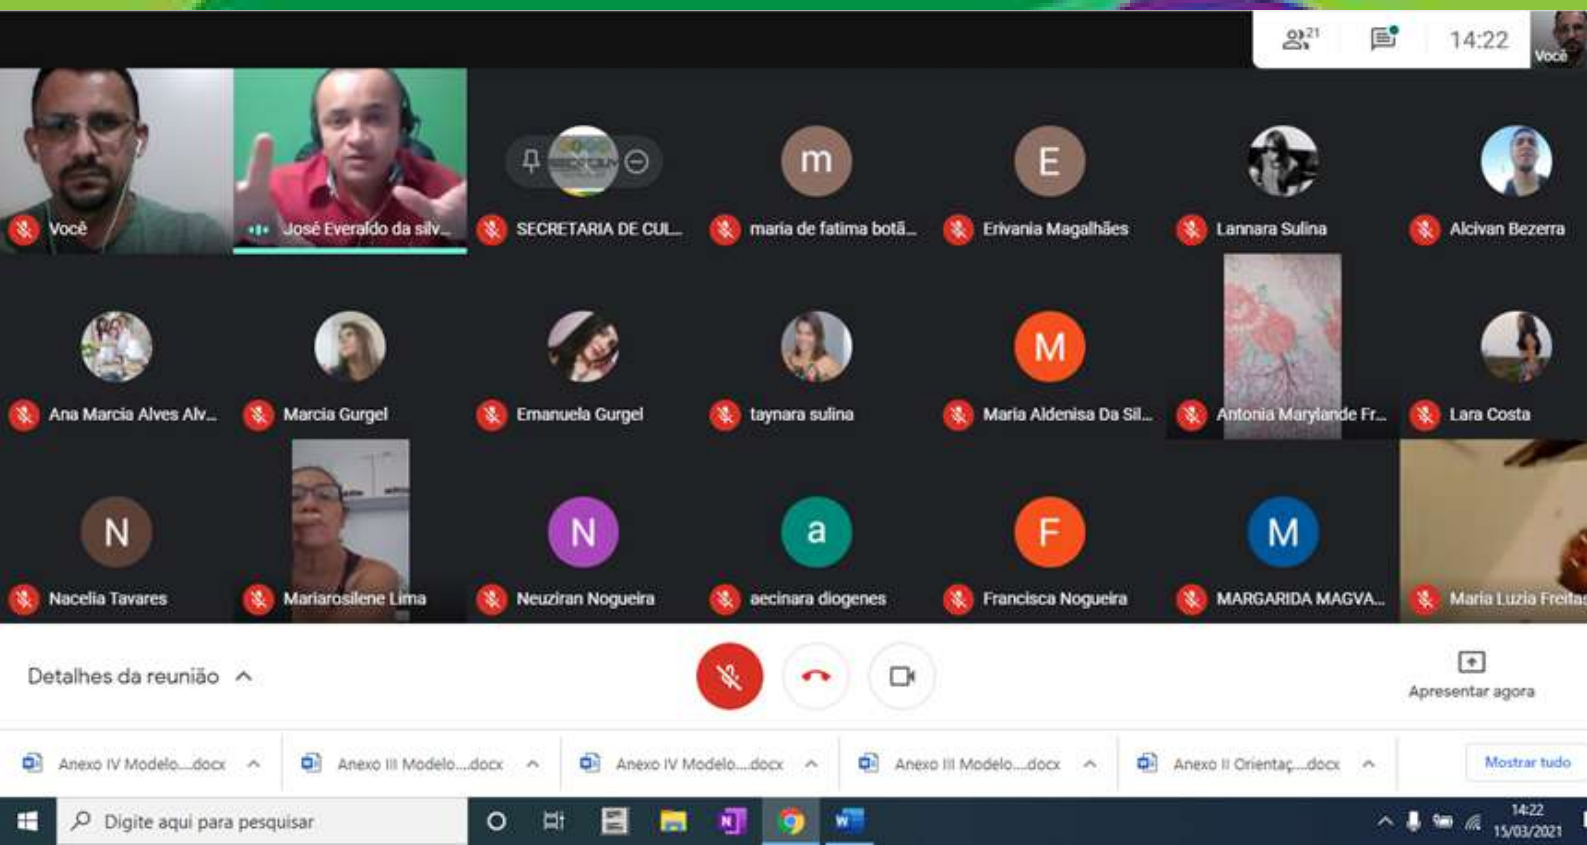 21
14:22
Você
Você
José Everaldo da silv...
SECRETARIA DE CUL...
m
maria de fatima botã...
E
Erivania Magalhães
Lannara Sulina
Alcivan Bezerra
Ana Marcia Alves Alv...
Marcia Gurgel
Emanuela Gurgel
taynara sulina
M
Maria Aldenisa Da Sil...
Antonia Marylande Fr...
Lara Costa
N
Nacelia Tavares
Mariarosilene Lima
N
Neuziran Nogueira
a
aecinara diogenes
F
Francisca Nogueira
M
MARGARIDA MAGVA...
Maria Luzia Freitas
Detalhes da reunião
Apresentar agora
Anexo IV Modelo....docx
Anexo III Modelo....docx
Anexo IV Modelo....docx
Anexo III Modelo....docx
Anexo II Orientaç....docx
Mostrar tudo
Digite aqui para pesquisar
14:22
15/03/2021